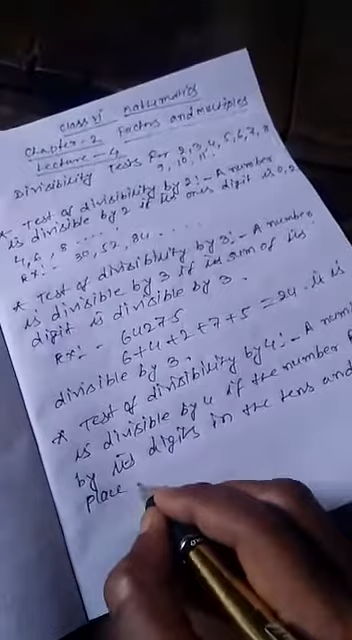 Class VI Mathematics
Chapter-2 Factors and multiples
Lecture-4
Divisibility Tests For 2,3,4,5,6,7,8
9,10,11
* Test of divisibility by 2:- A number
is divisible by 2 if its ones digit is 0,2
4,6,8 .....
Ex:- 30,52,84 ......
* Test of divisibility by 3:- A number
is divisible by 3 if its sum of its
digit is divisible by 3.
Ex:- 64275
6+4+2+7+5 = 24. it is
divisible by 3.
* Test of divisibility by 4:- A numb
is divisible by 4 if the number
by its digits in the tens and
place